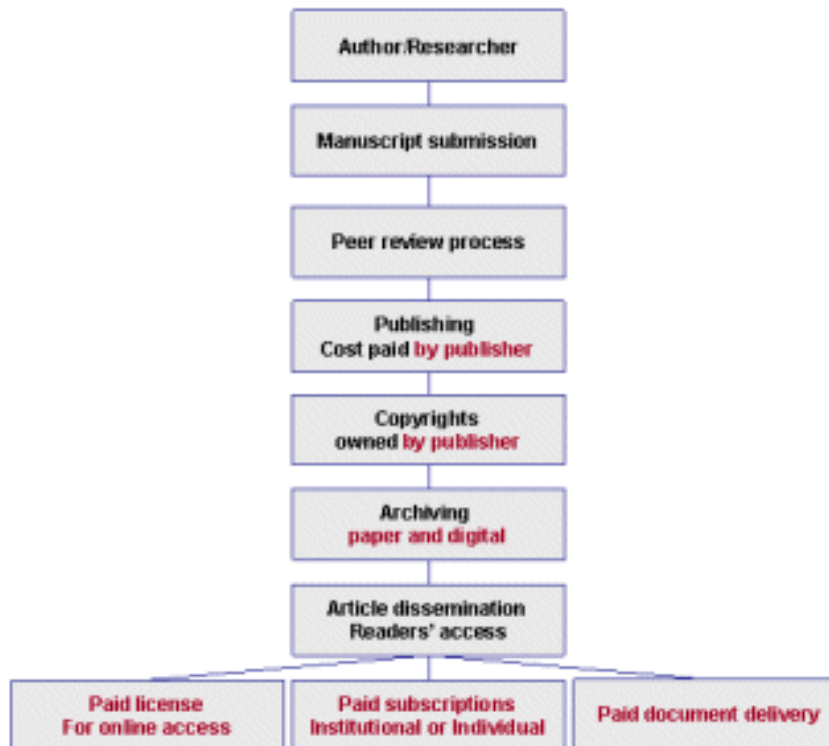 Author/Researcher
Manuscript submission
Peer review process
Publishing
Cost paid by publisher
Copyrights
owned by publisher
Archiving
paper and digital
Article dissemination
Readers' access
Paid license
For online access
Paid subscriptions
Institutional or Individual
Paid document delivery